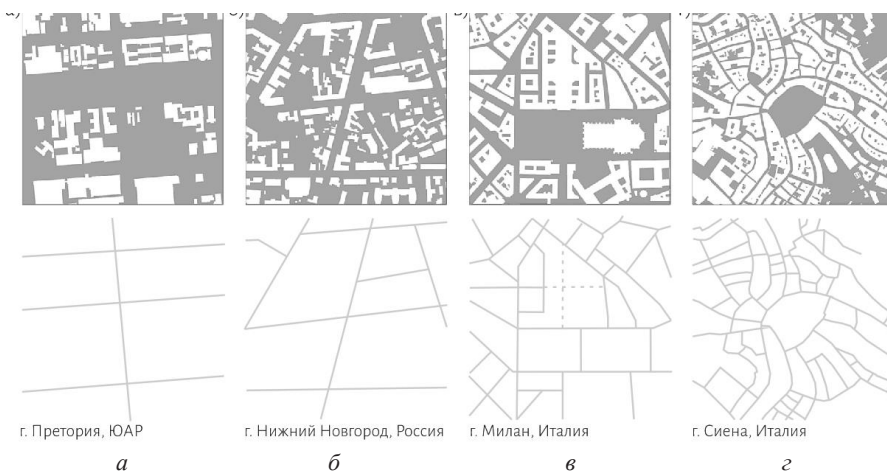 г. Претория, ЮАР
г. Нижний Новгород, Россия
г. Милан, Италия
г. Сиена, Италия
а
б
в
г